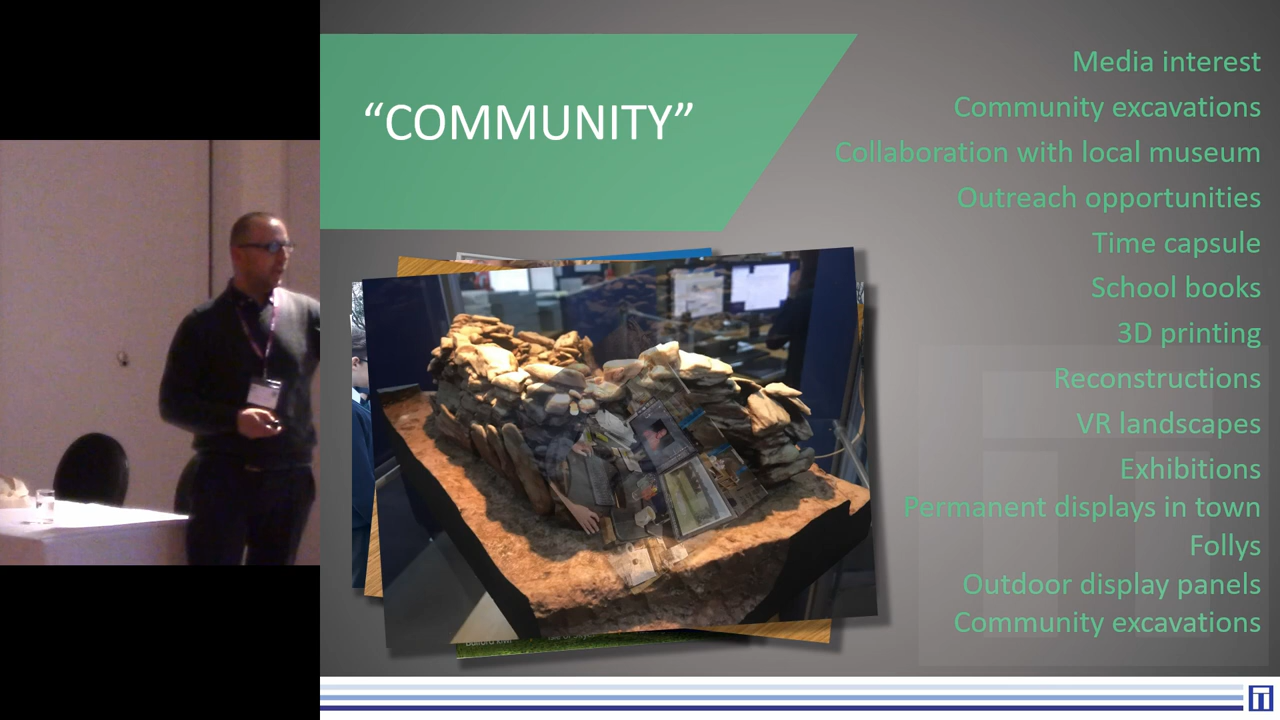 “COMMUNITY”
Media interest
Community excavations
Collaboration with local museum
Outreach opportunities
Time capsule
School books
3D printing
Reconstructions
VR landscapes
Exhibitions
Permanent displays in town
Follys
Outdoor display panels
Community excavations